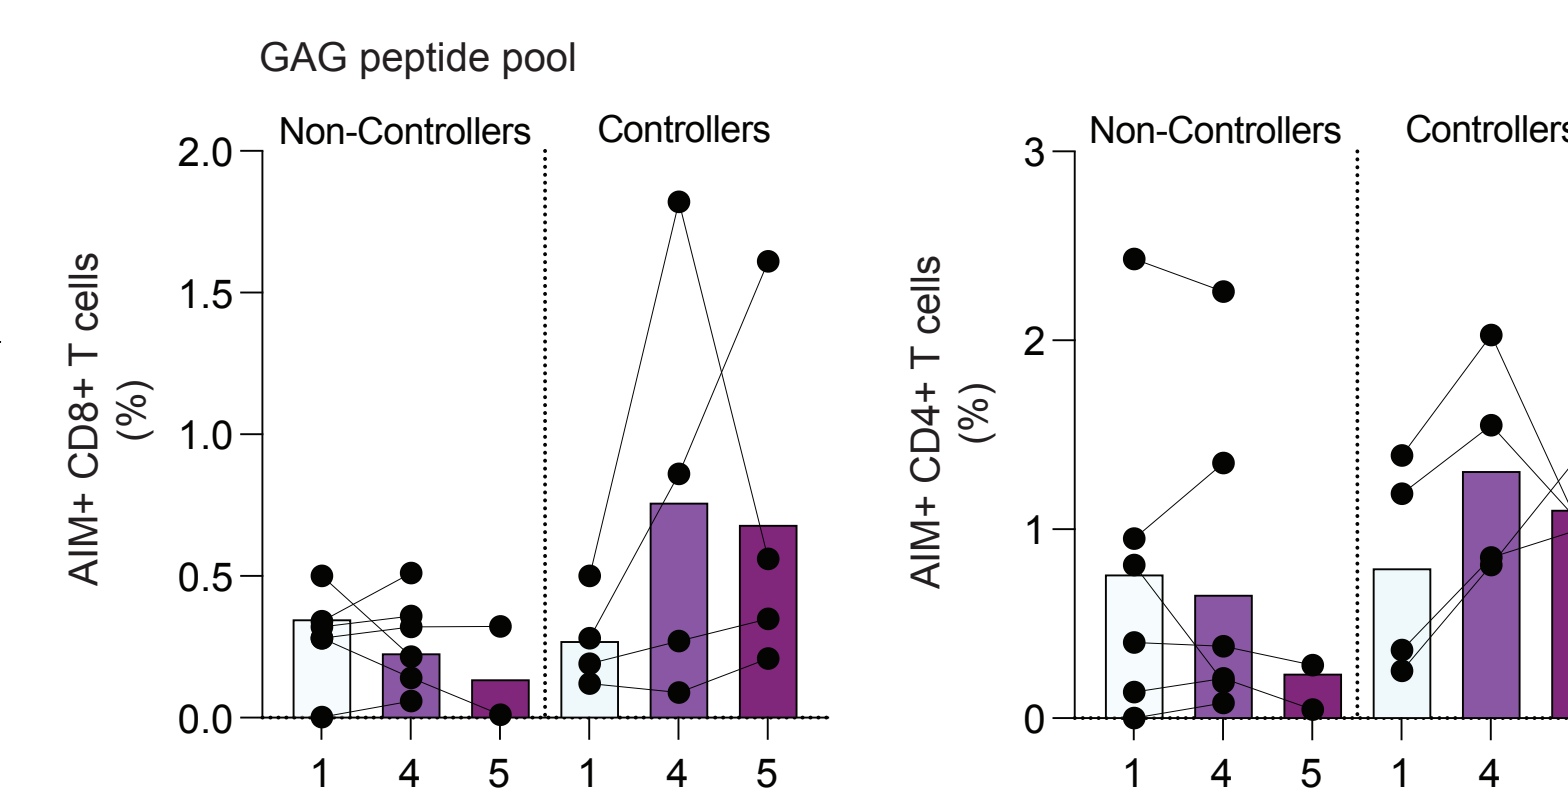 GAG peptide pool
Non-Controllers
Controllers
AIM+ CD8+ T cells
(%)
2.0
1.5
1.0
0.5
0.0
1 4 5 1 4 5
Non-Controllers
Controllers
AIM+ CD4+ T cells
(%)
3
2
1
0
1 4 5 1 4